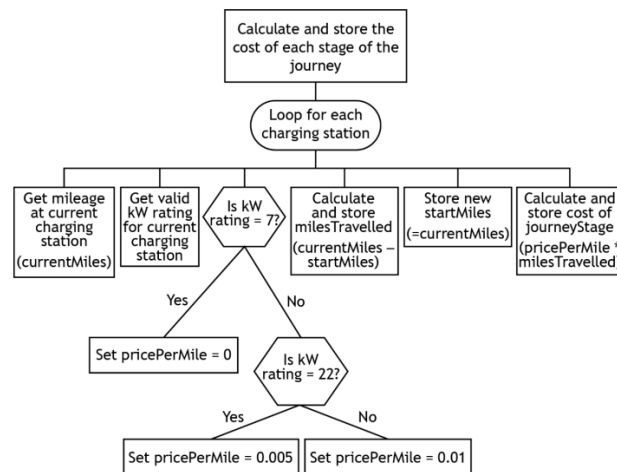 Calculate and store the
cost of each stage of the
journey
Loop for each
charging station
Get mileage
at current
charging
station
(currentMiles)
Get valid
kW rating
for current
charging
station
Is kW
rating = 7?
Calculate
and store
milesTravelled
(currentMiles –
startMiles)
Store new
startMiles
(=currentMiles)
Calculate and
store cost of
journeyStage
(pricePerMile *
milesTravelled)
Yes
No
Set pricePerMile = 0
Is kW
rating = 22?
Yes
No
Set pricePerMile = 0.005
Set pricePerMile = 0.01